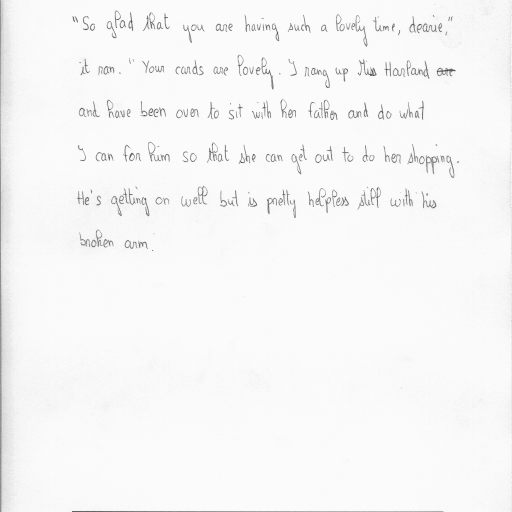 "So glad that you are having such a lovely time, dearie,"
it ran. "Your cards are lovely. I rang up Miss Harland are
and have been over to sit with her father and do what
I can for him so that she can get out to do her shopping.
He's getting on well but is pretty helpless still with his
broken arm.